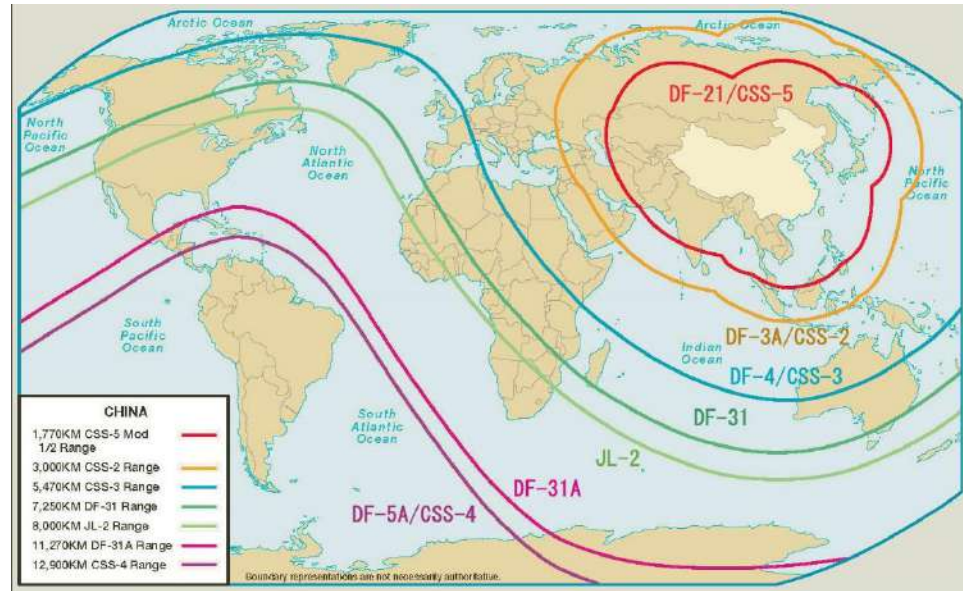 Arctic Ocean
Arctic Ocean
DF-21/CSS-5
North
Pacific
Ocean
North
Atlantic
Ocean
North
Pacific
Ocean
South
Pacific
Ocean
Indian
Ocean
DF-3A/CSS-2
DF-4/CSS-3
DF-31
South
Atlantic
Ocean
JL-2
DF-31A
DF-5A/CSS-4
CHINA
1,770KM CSS-5 Mod
1/2 Range
3,000KM CSS-2 Range
5,470KM CSS-3 Range
7,250KM DF-31 Range
8,000KM JL-2 Range
11,270KM DF-31A Range
12,900KM CSS-4 Range
Boundary representations are not necessarily authoritative.